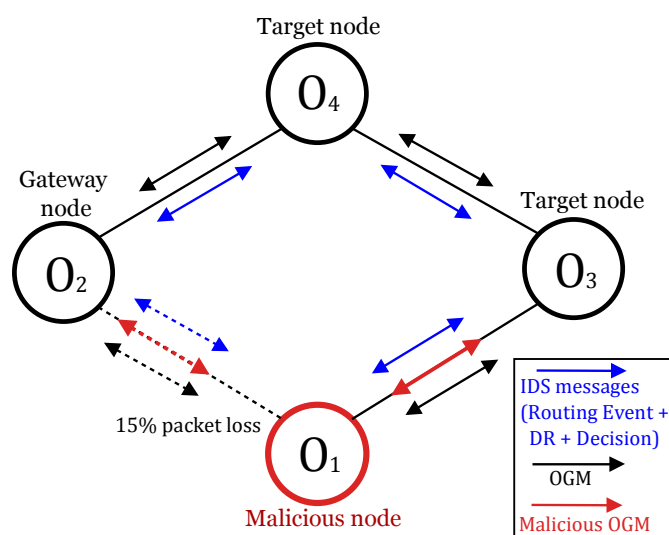 Target node
O4
Gateway
node
O2
Target node
O3
15% packet loss
O1
Malicious node
IDS messages
(Routing Event +
DR + Decision)
OGM
Malicious OGM